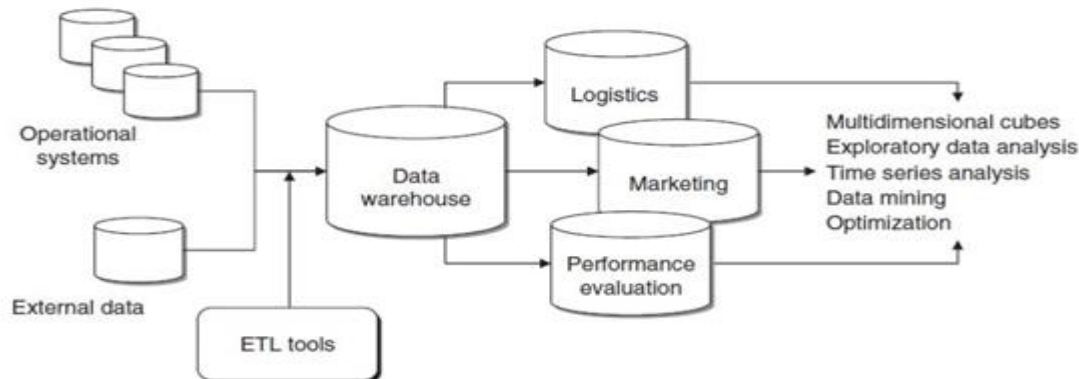 Operational
systems
External data
ETL tools
Data
warehouse
Logistics
Marketing
Performance
evaluation
Multidimensional cubes
Exploratory data analysis
Time series analysis
Data mining
Optimization